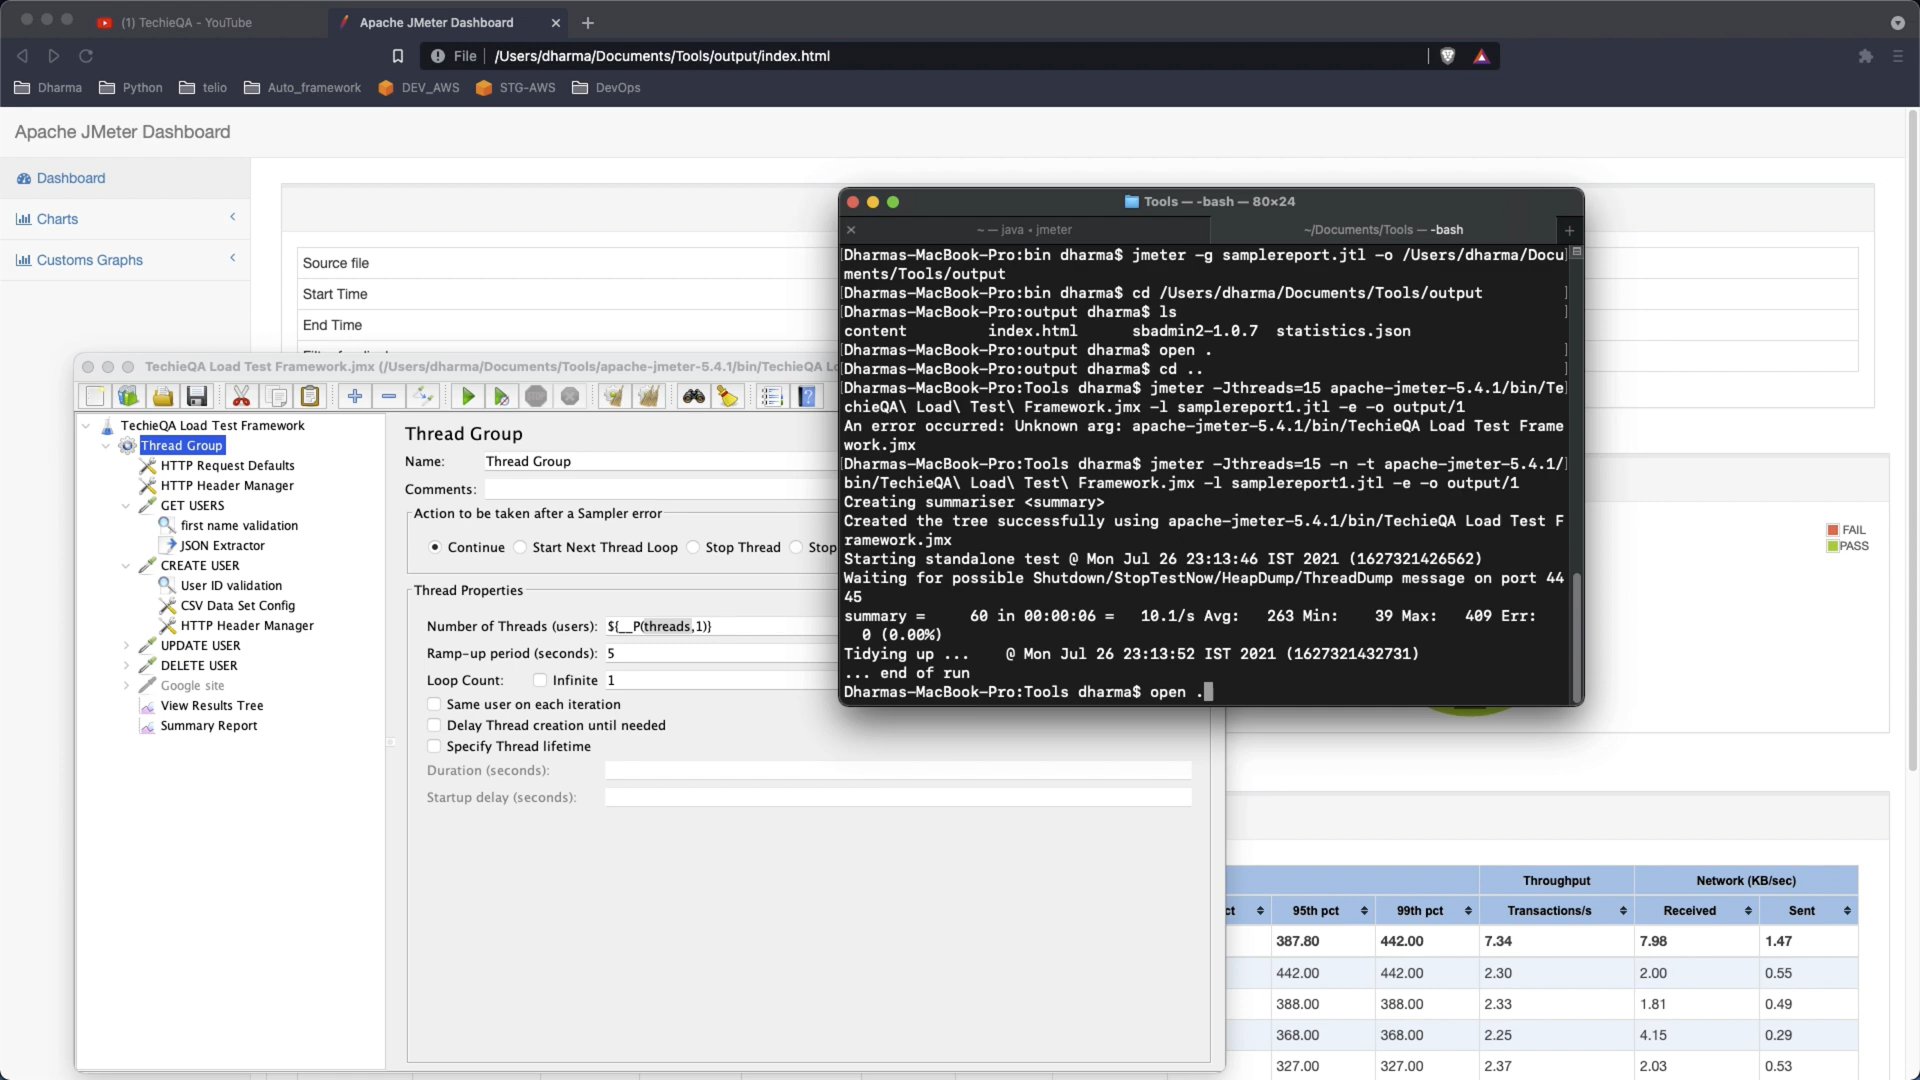 (1) TechieQA - YouTube
Apache JMeter Dashboard
File
/Users/dharma/Documents/Tools/output/index.html
Dharma
Python
telio
Auto_framework
DEV_AWS
STG-AWS
DevOps
Apache JMeter Dashboard
Dashboard
Charts
Customs Graphs
Source file
Start Time
End Time
Tools — -bash — 80×24
~ — java • jmeter
~/Documents/Tools — -bash
[Dharmas-MacBook-Pro:bin dharma$ jmeter -g samplereport.jtl -o /Users/dharma/Docu]
ments/Tools/output
[Dharmas-MacBook-Pro:bin dharma$ cd /Users/dharma/Documents/Tools/output ]
[Dharmas-MacBook-Pro:output dharma$ ls ]
content index.html sbadmin2-1.0.7 statistics.json
[Dharmas-MacBook-Pro:output dharma$ open . ]
[Dharmas-MacBook-Pro:output dharma$ cd .. ]
[Dharmas-MacBook-Pro:Tools dharma$ jmeter -Jthreads=15 apache-jmeter-5.4.1/bin/Te]
chieQA\ Load\ Test\ Framework.jmx -l samplereport1.jtl -e -o output/1
An error occurred: Unknown arg: apache-jmeter-5.4.1/bin/TechieQA Load Test Frame
work.jmx
[Dharmas-MacBook-Pro:Tools dharma$ jmeter -Jthreads=15 -n -t apache-jmeter-5.4.1/]
bin/TechieQA\ Load\ Test\ Framework.jmx -l samplereport1.jtl -e -o output/1
Creating summariser <summary>
Created the tree successfully using apache-jmeter-5.4.1/bin/TechieQA Load Test F
ramework.jmx
Starting standalone test @ Mon Jul 26 23:13:46 IST 2021 (1627321426562)
Waiting for possible Shutdown/StopTestNow/HeapDump/ThreadDump message on port 44
45
summary = 60 in 00:00:06 = 10.1/s Avg: 263 Min: 39 Max: 409 Err:
0 (0.00%)
Tidying up ... @ Mon Jul 26 23:13:52 IST 2021 (1627321432731)
... end of run
Dharmas-MacBook-Pro:Tools dharma$ open .
TechieQA Load Test Framework.jmx (/Users/dharma/Documents/Tools/apache-jmeter-5.4.1/bin/TechieQA Lo
TechieQA Load Test Framework
Thread Group
HTTP Request Defaults
HTTP Header Manager
GET USERS
first name validation
JSON Extractor
CREATE USER
User ID validation
CSV Data Set Config
HTTP Header Manager
UPDATE USER
DELETE USER
Google site
View Results Tree
Summary Report
Thread Group
Name: Thread Group
Comments:
Action to be taken after a Sampler error
Continue Start Next Thread Loop Stop Thread Stop
Thread Properties
Number of Threads (users): ${__P(threads,1)}
Ramp-up period (seconds): 5
Loop Count: Infinite 1
Same user on each iteration
Delay Thread creation until needed
Specify Thread lifetime
Duration (seconds):
Startup delay (seconds):
FAIL
PASS
Throughput Network (KB/sec)
ct 95th pct 99th pct Transactions/s Received Sent
387.80 442.00 7.34 7.98 1.47
442.00 442.00 2.30 2.00 0.55
388.00 388.00 2.33 1.81 0.49
368.00 368.00 2.25 4.15 0.29
327.00 327.00 2.37 2.03 0.53